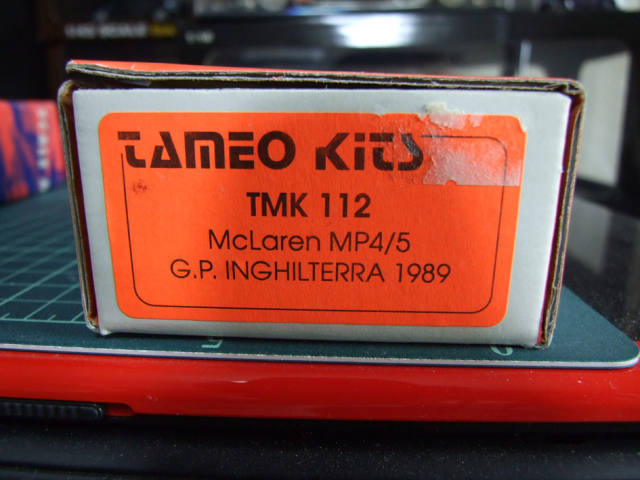 TAMEO KITS
TMK 112
McLaren MP4/5
G.P. INGHILTERRA 1989